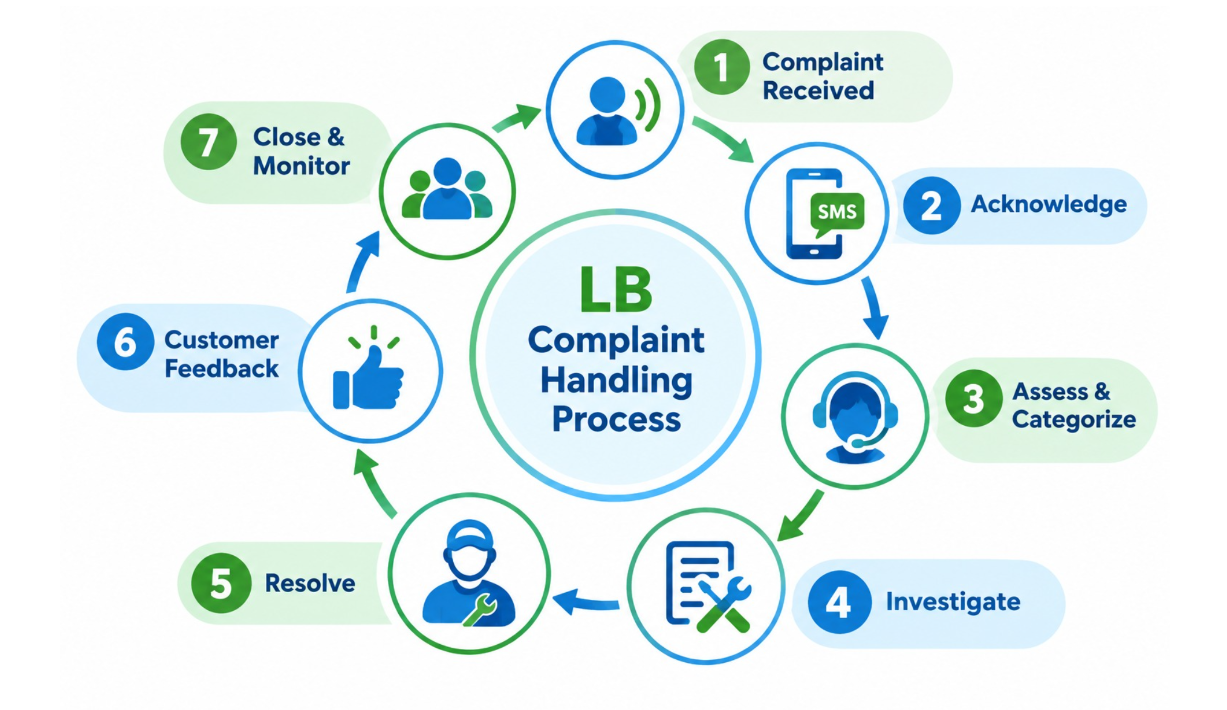 LB
Complaint
Handling
Process
1
Complaint
Received
SMS
2
Acknowledge
3
Assess &
Categorize
4
Investigate
5
Resolve
6
Customer
Feedback
7
Close &
Monitor